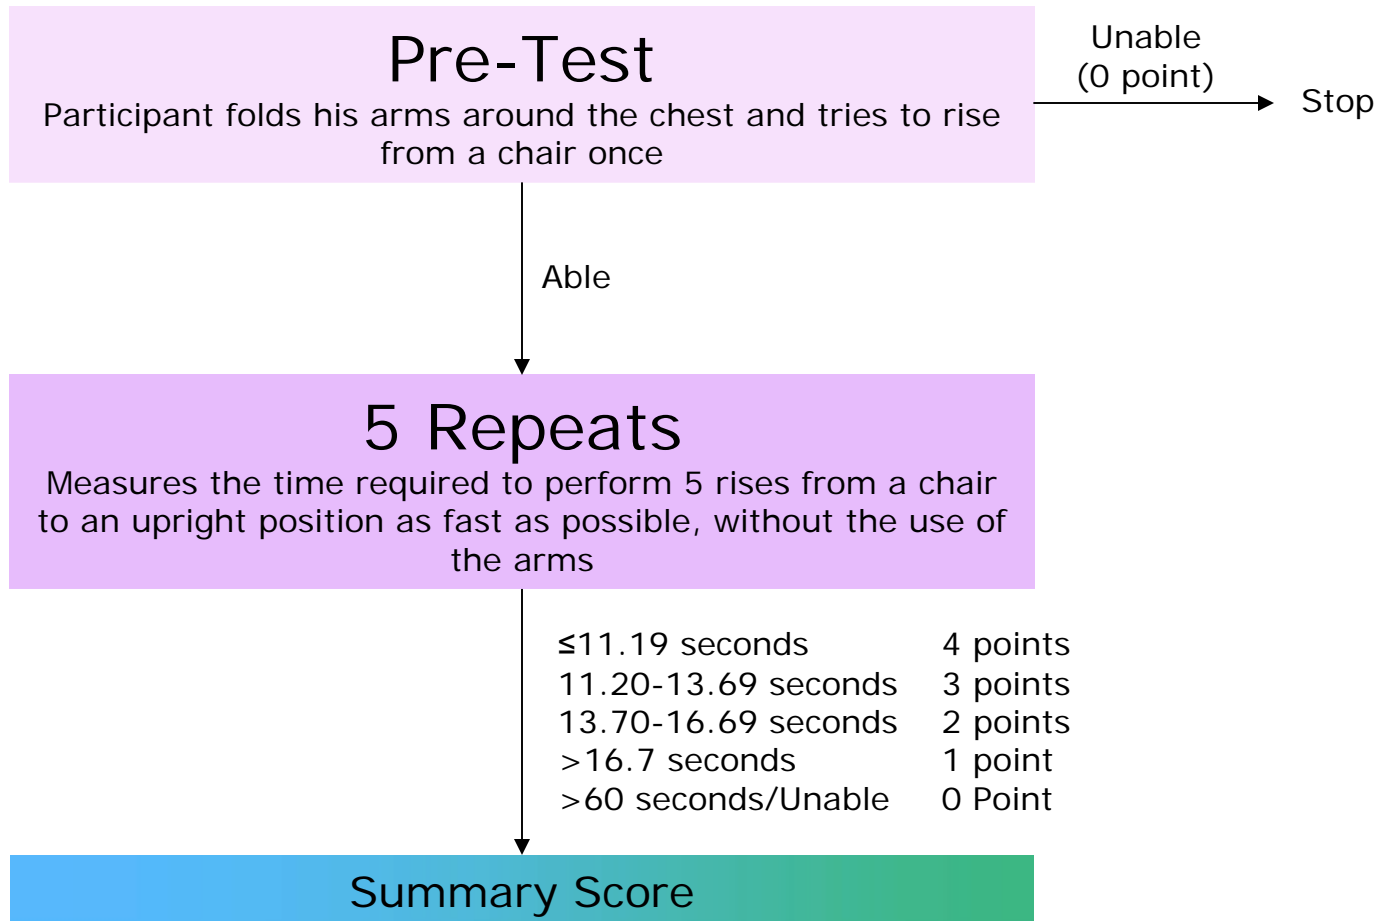 Pre-Test
Participant folds his arms around the chest and tries to rise
from a chair once
Unable
(0 point)
Stop
Able
5 Repeats
Measures the time required to perform 5 rises from a chair
to an upright position as fast as possible, without the use of
the arms
≤11.19 seconds 4 points
11.20-13.69 seconds 3 points
13.70-16.69 seconds 2 points
>16.7 seconds 1 point
>60 seconds/Unable 0 Point
Summary Score